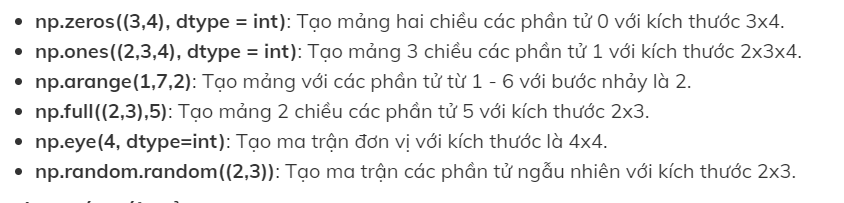 • np.zeros((3,4), dtype = int): Tạo mảng hai chiều các phần tử 0 với kích thước 3x4.
• np.ones((2,3,4), dtype = int): Tạo mảng 3 chiều các phần tử 1 với kích thước 2x3x4.
• np.arange(1,7,2): Tạo mảng với các phần tử từ 1 - 6 với bước nhảy là 2.
• np.full((2,3),5): Tạo mảng 2 chiều các phần tử 5 với kích thước 2x3.
• np.eye(4, dtype=int): Tạo ma trận đơn vị với kích thước là 4x4.
• np.random.random((2,3)): Tạo ma trận các phần tử ngẫu nhiên với kích thước 2x3.